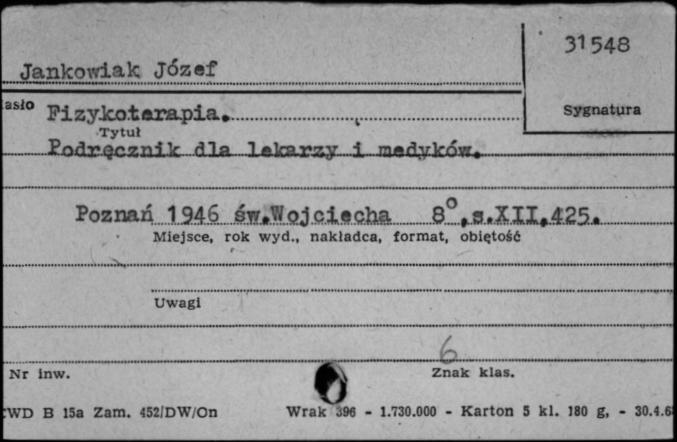 31548
Jankowiak Józef
asło Fizykoterapia.
Sygnatura
Tytuł
Podręcznik dla lekarzy i medyków.
Poznań 1946 św.Wojciecha 8º,s.XII,425.
Miejsce, rok wyd., nakładca, format, objętość
Uwagi
6
Nr inw. Znak klas.
WD B 15a Zam. 452/DW/On Wrak 396 - 1.730.000 - Karton 5 kl. 180 g, - 30.4.6